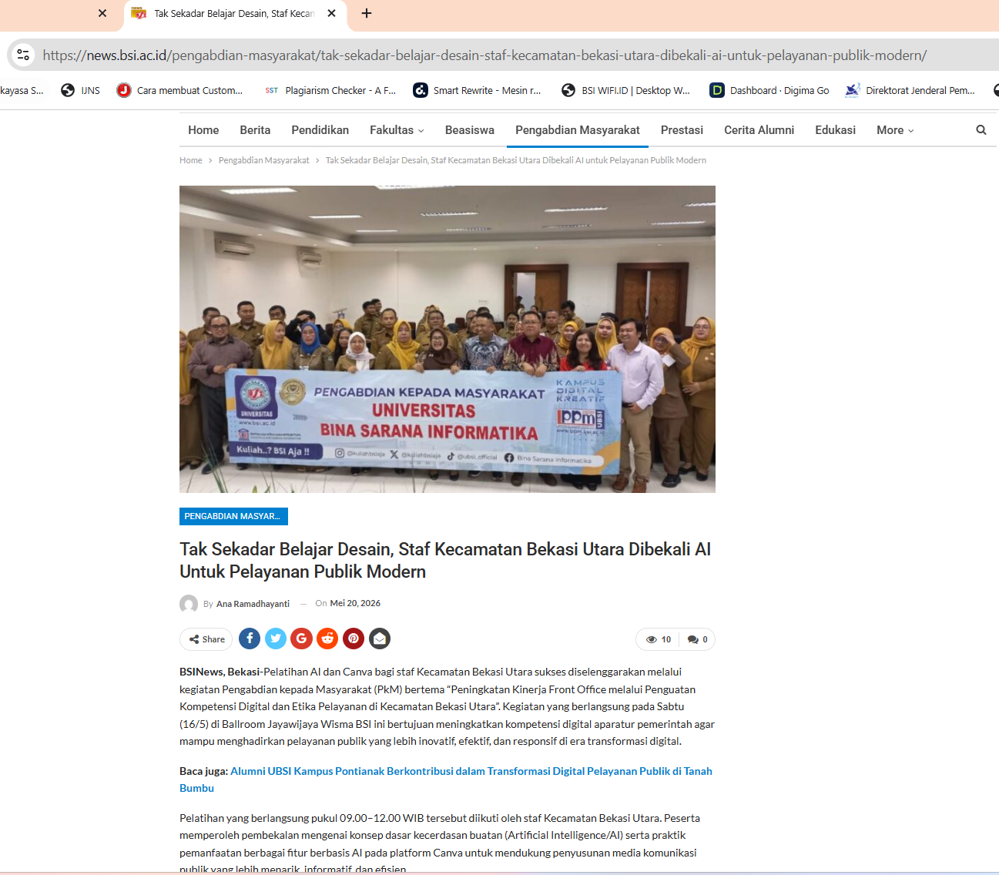 Tak Sekadar Belajar Desain, Staf Kecan
https://news.bsi.ac.id/pengabdian-masyarakat/tak-sekadar-belajar-desain-staf-kecamatan-bekasi-utara-dibekali-ai-untuk-pelayanan-publik-modern/
kayasa S... IJNS Cara membuat Custom... SST Plagiarism Checker - A F... Smart Rewrite - Mesin r... BSI WIFI.ID | Desktop W... Dashboard · Digima Go Direktorat Jenderal Pem...
Home Berita Pendidikan Fakultas Beasiswa Pengabdian Masyarakat Prestasi Cerita Alumni Edukasi More
Home > Pengabdian Masyarakat > Tak Sekadar Belajar Desain, Staf Kecamatan Bekasi Utara Dibekali AI untuk Pelayanan Publik Modern
PENGABDIAN KEPADA MASYARAKAT
UNIVERSITAS
BINA SARANA INFORMATIKA
KAMPUS
DIGITAL
KREATIF
UNIVERSITAS
www.bsi.ac.id
lppm UBSI
www.lppm.bsi.ac.id
Kuliah..? BSI Aja !!
@kuliahbsiaja @kuliahbsiaja @ubsi_official Bina Sarana Informatika
PENGABDIAN MASYAR...
Tak Sekadar Belajar Desain, Staf Kecamatan Bekasi Utara Dibekali AI
Untuk Pelayanan Publik Modern
By Ana Ramadhayanti — On Mei 20, 2026
Share
10 0
BSINews, Bekasi-Pelatihan AI dan Canva bagi staf Kecamatan Bekasi Utara sukses diselenggarakan melalui
kegiatan Pengabdian kepada Masyarakat (PkM) bertema “Peningkatan Kinerja Front Office melalui Penguatan
Kompetensi Digital dan Etika Pelayanan di Kecamatan Bekasi Utara”. Kegiatan yang berlangsung pada Sabtu
(16/5) di Ballroom Jayawijaya Wisma BSI ini bertujuan meningkatkan kompetensi digital aparatur pemerintah agar
mampu menghadirkan pelayanan publik yang lebih inovatif, efektif, dan responsif di era transformasi digital.
Baca juga: Alumni UBSI Kampus Pontianak Berkontribusi dalam Transformasi Digital Pelayanan Publik di Tanah
Bumbu
Pelatihan yang berlangsung pukul 09.00–12.00 WIB tersebut diikuti oleh staf Kecamatan Bekasi Utara. Peserta
memperoleh pembekalan mengenai konsep dasar kecerdasan buatan (Artificial Intelligence/AI) serta praktik
pemanfaatan berbagai fitur berbasis AI pada platform Canva untuk mendukung penyusunan media komunikasi
publik yang lebih menarik, informatif, dan efisien.